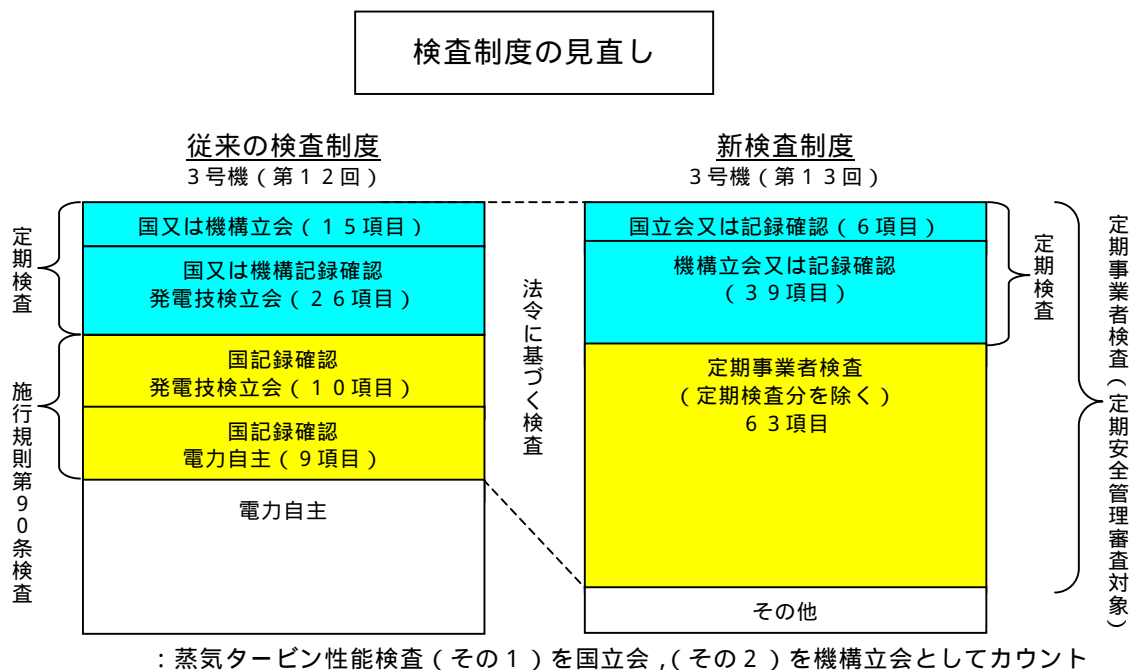 検査制度の見直し
従来の検査制度
3号機(第12回)
新検査制度
3号機(第13回)
定期検査
国又は機構立会(15項目)
国又は機構記録確認
発電技検立会(26項目)
施行規則第90条検査
国記録確認
発電技検立会(10項目)
国記録確認
電力自主(9項目)
電力自主
法令に基づく検査
国立会又は記録確認(6項目)
機構立会又は記録確認
(39項目)
定期事業者検査
(定期検査分を除く)
63項目
その他
定期検査
定期事業者検査(定期安全管理審査対象)
:蒸気タービン性能検査(その1)を国立会,(その2)を機構立会としてカウント